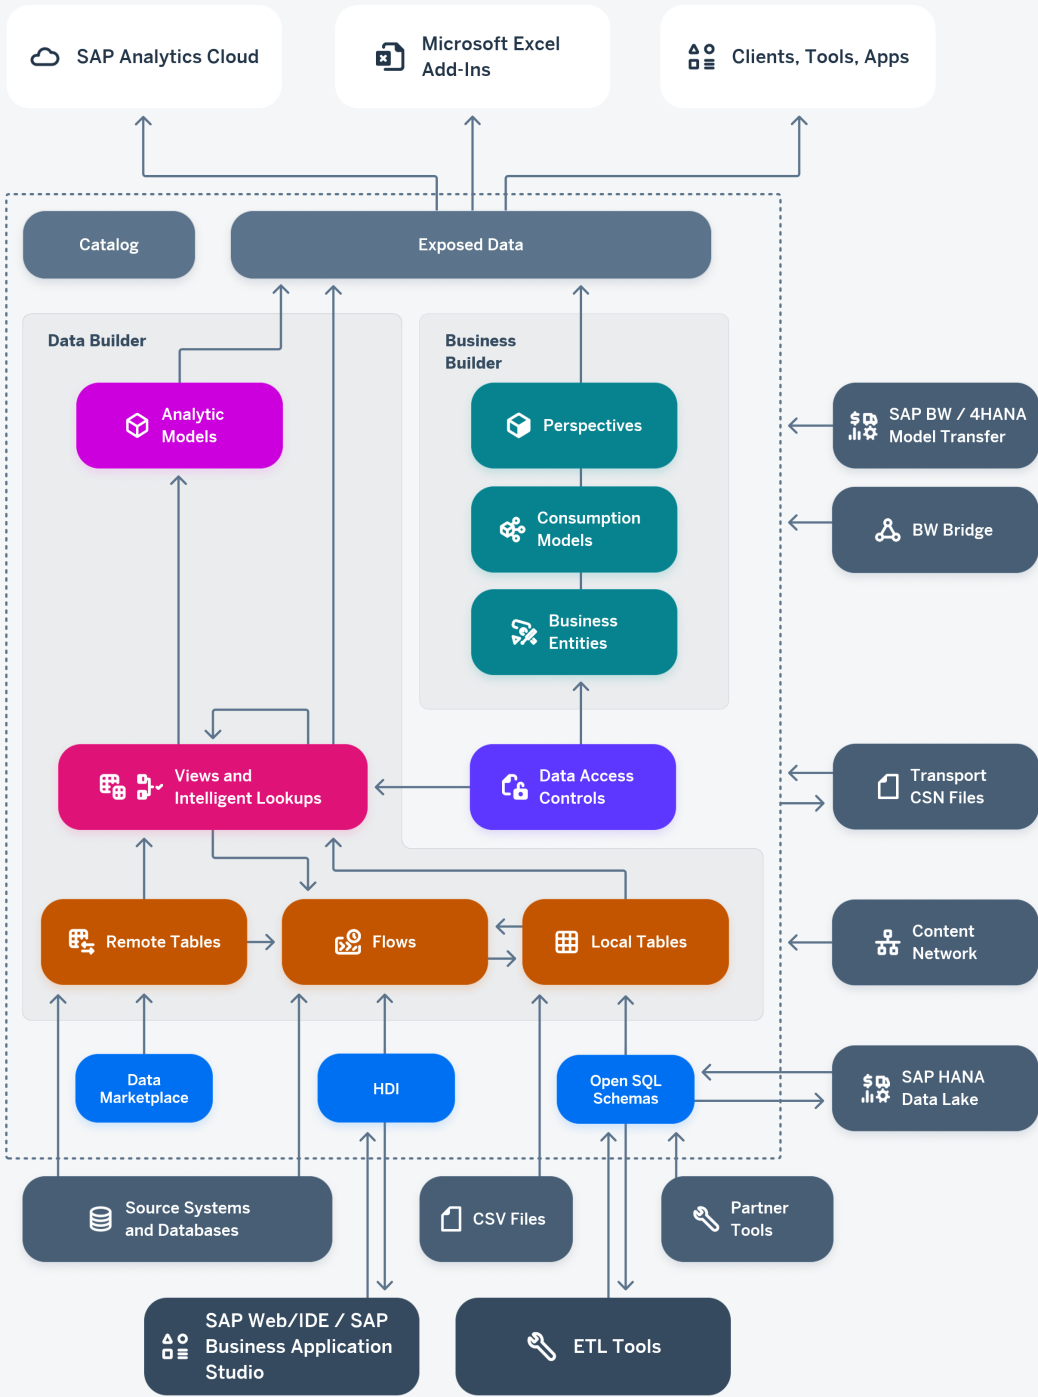 SAP Analytics Cloud
Microsoft Excel
Add-Ins
Clients, Tools, Apps
Catalog
Exposed Data
Data Builder
Business
Builder
Analytic
Models
Perspectives
SAP BW / 4HANA
Model Transfer
Consumption
Models
BW Bridge
Business
Entities
Views and
Intelligent Lookups
Data Access
Controls
Transport
CSN Files
Remote Tables
Flows
Local Tables
Content
Network
Data
Marketplace
HDI
Open SQL
Schemas
SAP HANA
Data Lake
Source Systems
and Databases
CSV Files
Partner
Tools
SAP Web/IDE / SAP
Business Application
Studio
ETL Tools